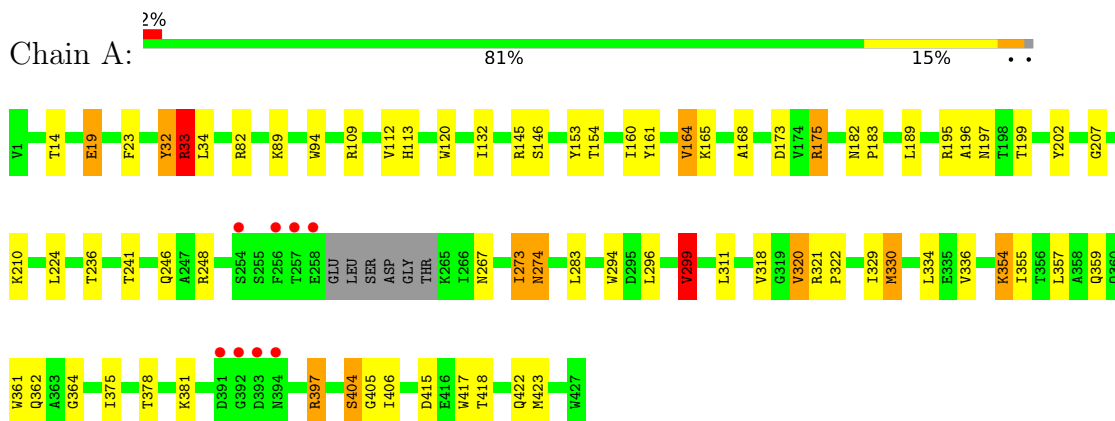 2%
Chain A:
81% 15% • •
V1 T14 E19 F23 Y32 R33 L34 R82 K89 W94 R109 V112 H113 W120 I132 R145 S146 Y153 T154 I160 Y161 V164 K165 A168 D173 V174 R175 N182 P183 L189 R195 A196 N197 T198 T199 Y202 G207
K210 L224 T236 T241 Q246 A247 R248 S254 S255 F256 T257 E258 GLU LEU SER ASP GLY THR K265 I266 N267 I273 N274 L283 W294 D295 L296 V299 L311 V318 G319 V320 R321 P322 I329 M330 L334 E335 V336 K354 I355 T356 L357 A358 Q359
W361 Q362 A363 G364 I375 T378 K381 D391 G392 D393 N394 R397 S404 G405 I406 D415 E416 W417 T418 Q422 M423 W427